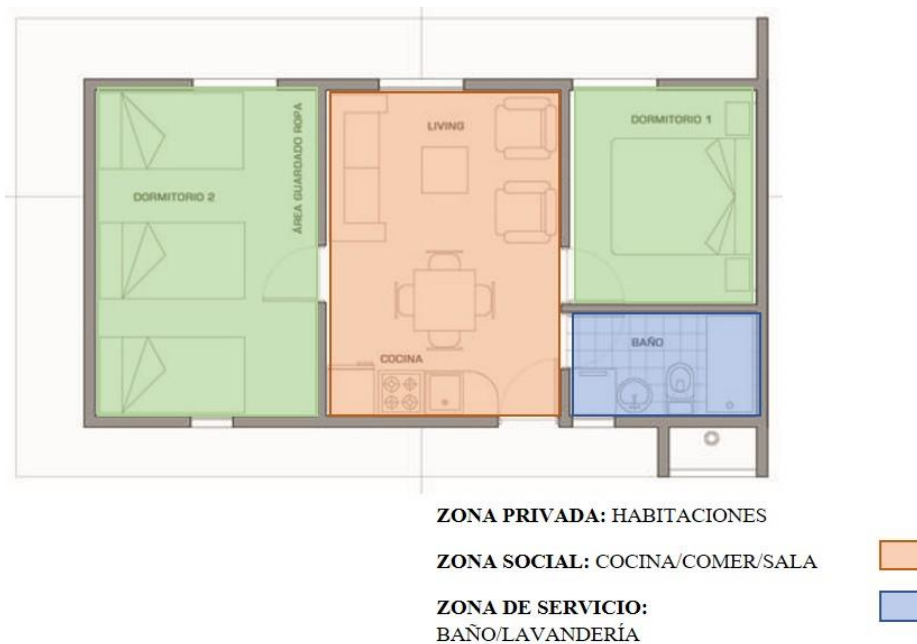 LIVING
DORMITORIO 1
ÁREA GUARDADO ROPA
DORMITORIO 2
BAÑO
COCINA
ZONA PRIVADA: HABITACIONES
ZONA SOCIAL: COCINA/COMER/SALA
ZONA DE SERVICIO:
BAÑO/LAVANDERÍA